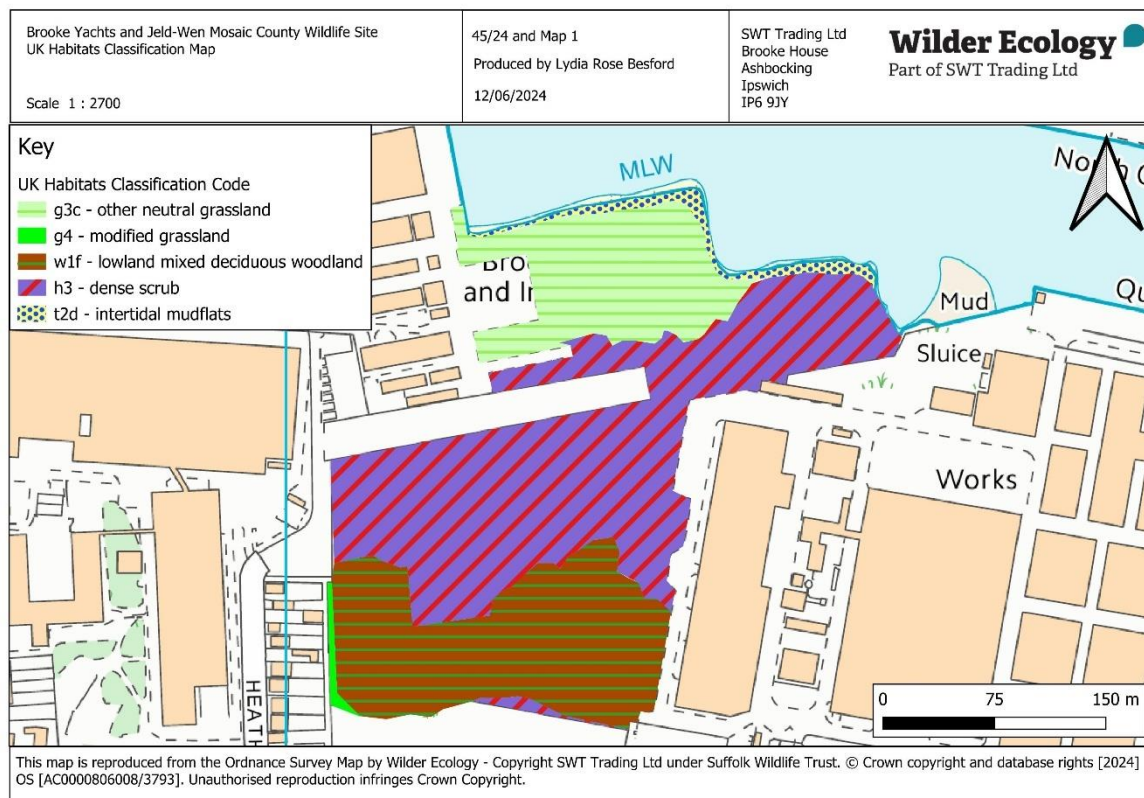 Brooke Yachts and Jeld-Wen Mosaic County Wildlife Site
UK Habitats Classification Map
Scale 1 : 2700
45/24 and Map 1
Produced by Lydia Rose Besford
12/06/2024
SWT Trading Ltd
Brooke House
Ashbocking
Ipswich
IP6 9JY
Wilder Ecology
Part of SWT Trading Ltd
Key
UK Habitats Classification Code
g3c - other neutral grassland
g4 - modified grassland
w1f - lowland mixed deciduous woodland
h3 - dense scrub
t2d - intertidal mudflats
MLW
Bro
and In
Mud
Sluice
Qu
Works
HEATH
0 75 150 m
This map is reproduced from the Ordnance Survey Map by Wilder Ecology - Copyright SWT Trading Ltd under Suffolk Wildlife Trust. © Crown copyright and database rights [2024]
OS [AC0000806008/3793]. Unauthorised reproduction infringes Crown Copyright.